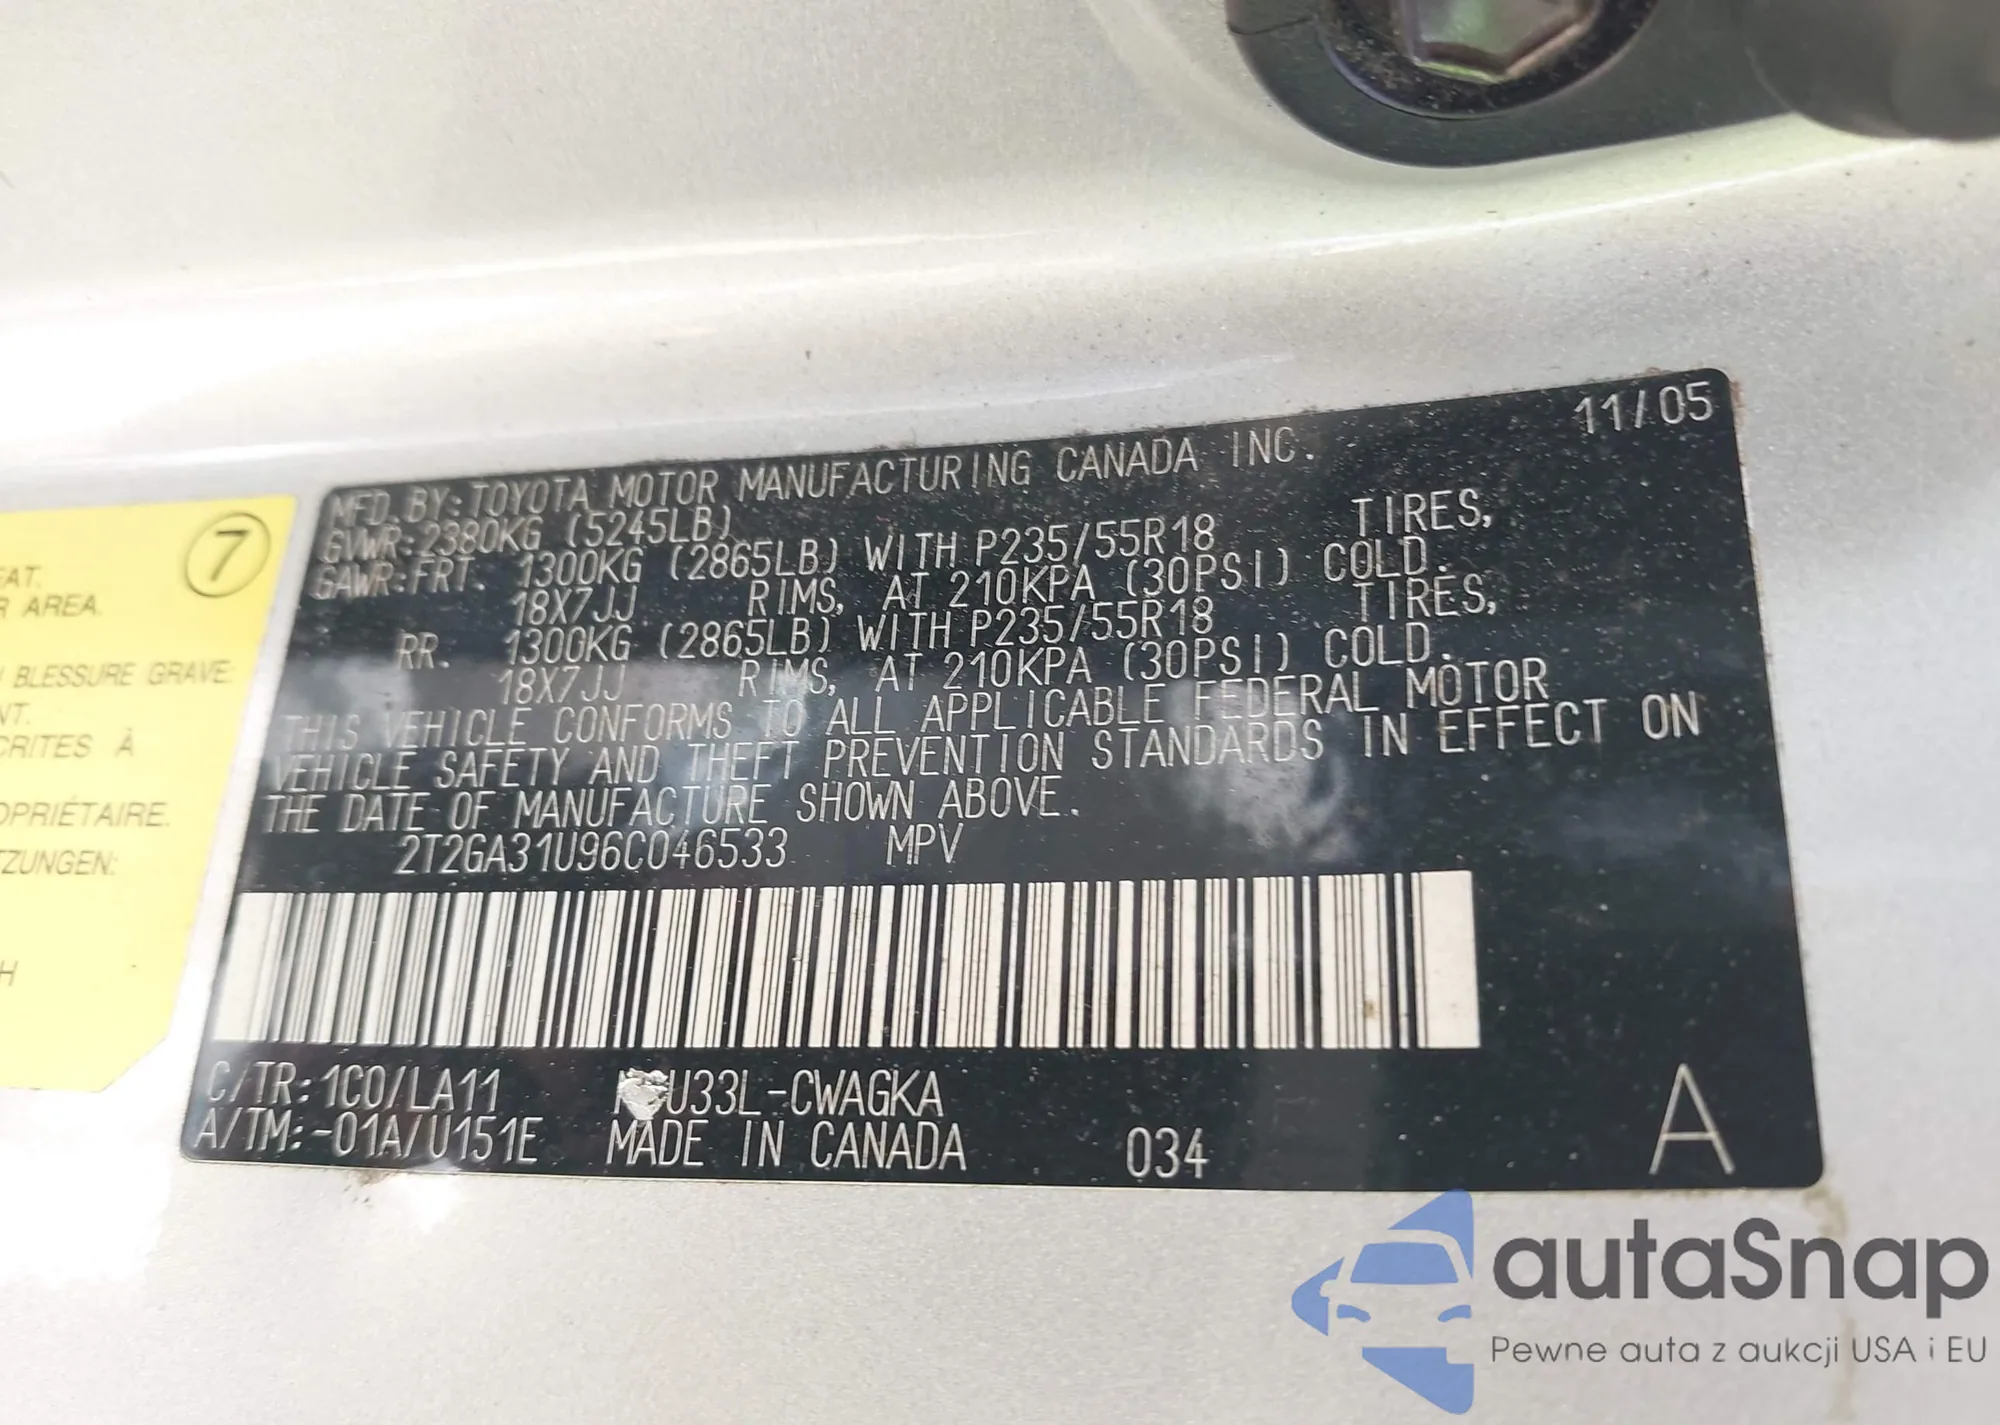 11/05
MFD. BY: TOYOTA MOTOR MANUFACTURING CANADA INC.
GVWR: 2380KG (5245LB)
GAWR: FRT. 1300KG (2865LB) WITH P235/55R18 TIRES,
18X7JJ RIMS, AT 210KPA (30PSI) COLD.
RR. 1300KG (2865LB) WITH P235/55R18 TIRES,
18X7JJ RIMS, AT 210KPA (30PSI) COLD.
THIS VEHICLE CONFORMS TO ALL APPLICABLE FEDERAL MOTOR
VEHICLE SAFETY AND THEFT PREVENTION STANDARDS IN EFFECT ON
THE DATE OF MANUFACTURE SHOWN ABOVE.
2T2GA31U96C046533 MPV
C/TR: 1C0/LA11 U33L-CWAGKA
A/TM: -01A/U151E MADE IN CANADA 034 A
7
AREA.
BLESSURE GRAVE
À
autaSnap
Pewne auta z aukcji USA i EU